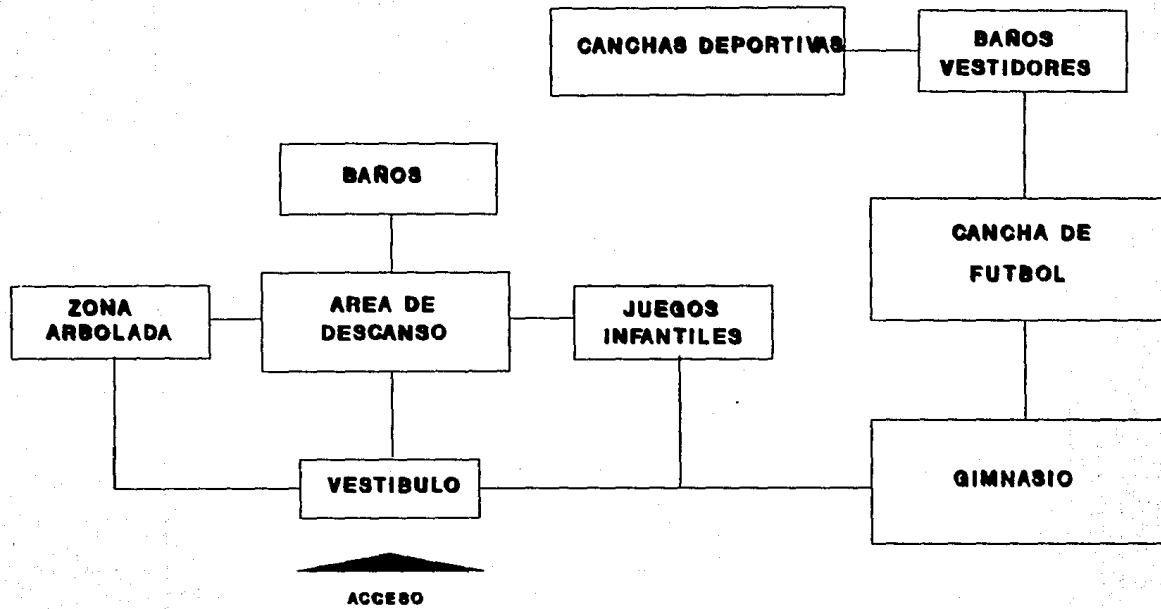 CANCHAS DEPORTIVAS
BAÑOS
VESTIDORES
BAÑOS
CANCHA DE
FUTBOL
ZONA
ARBOLADA
AREA DE
DESCANSO
JUEGOS
INFANTILES
VESTIBULO
GIMNASIO
ACCESO